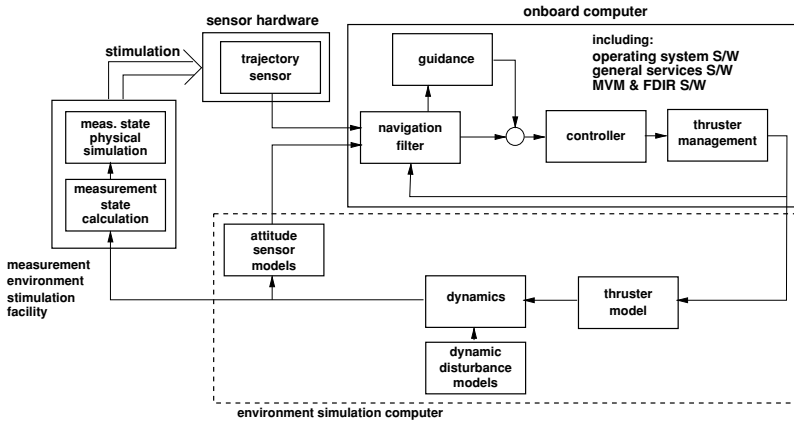 sensor hardware
onboard computer
stimulation
trajectory
sensor
guidance
including:
operating system S/W
general services S/W
MVM & FDIR S/W
meas. state
physical
simulation
navigation
filter
controller
thruster
management
measurement
state
calculation
attitude
sensor
models
measurement
environment
stimulation
facility
dynamics
thruster
model
dynamic
disturbance
models
environment simulation computer